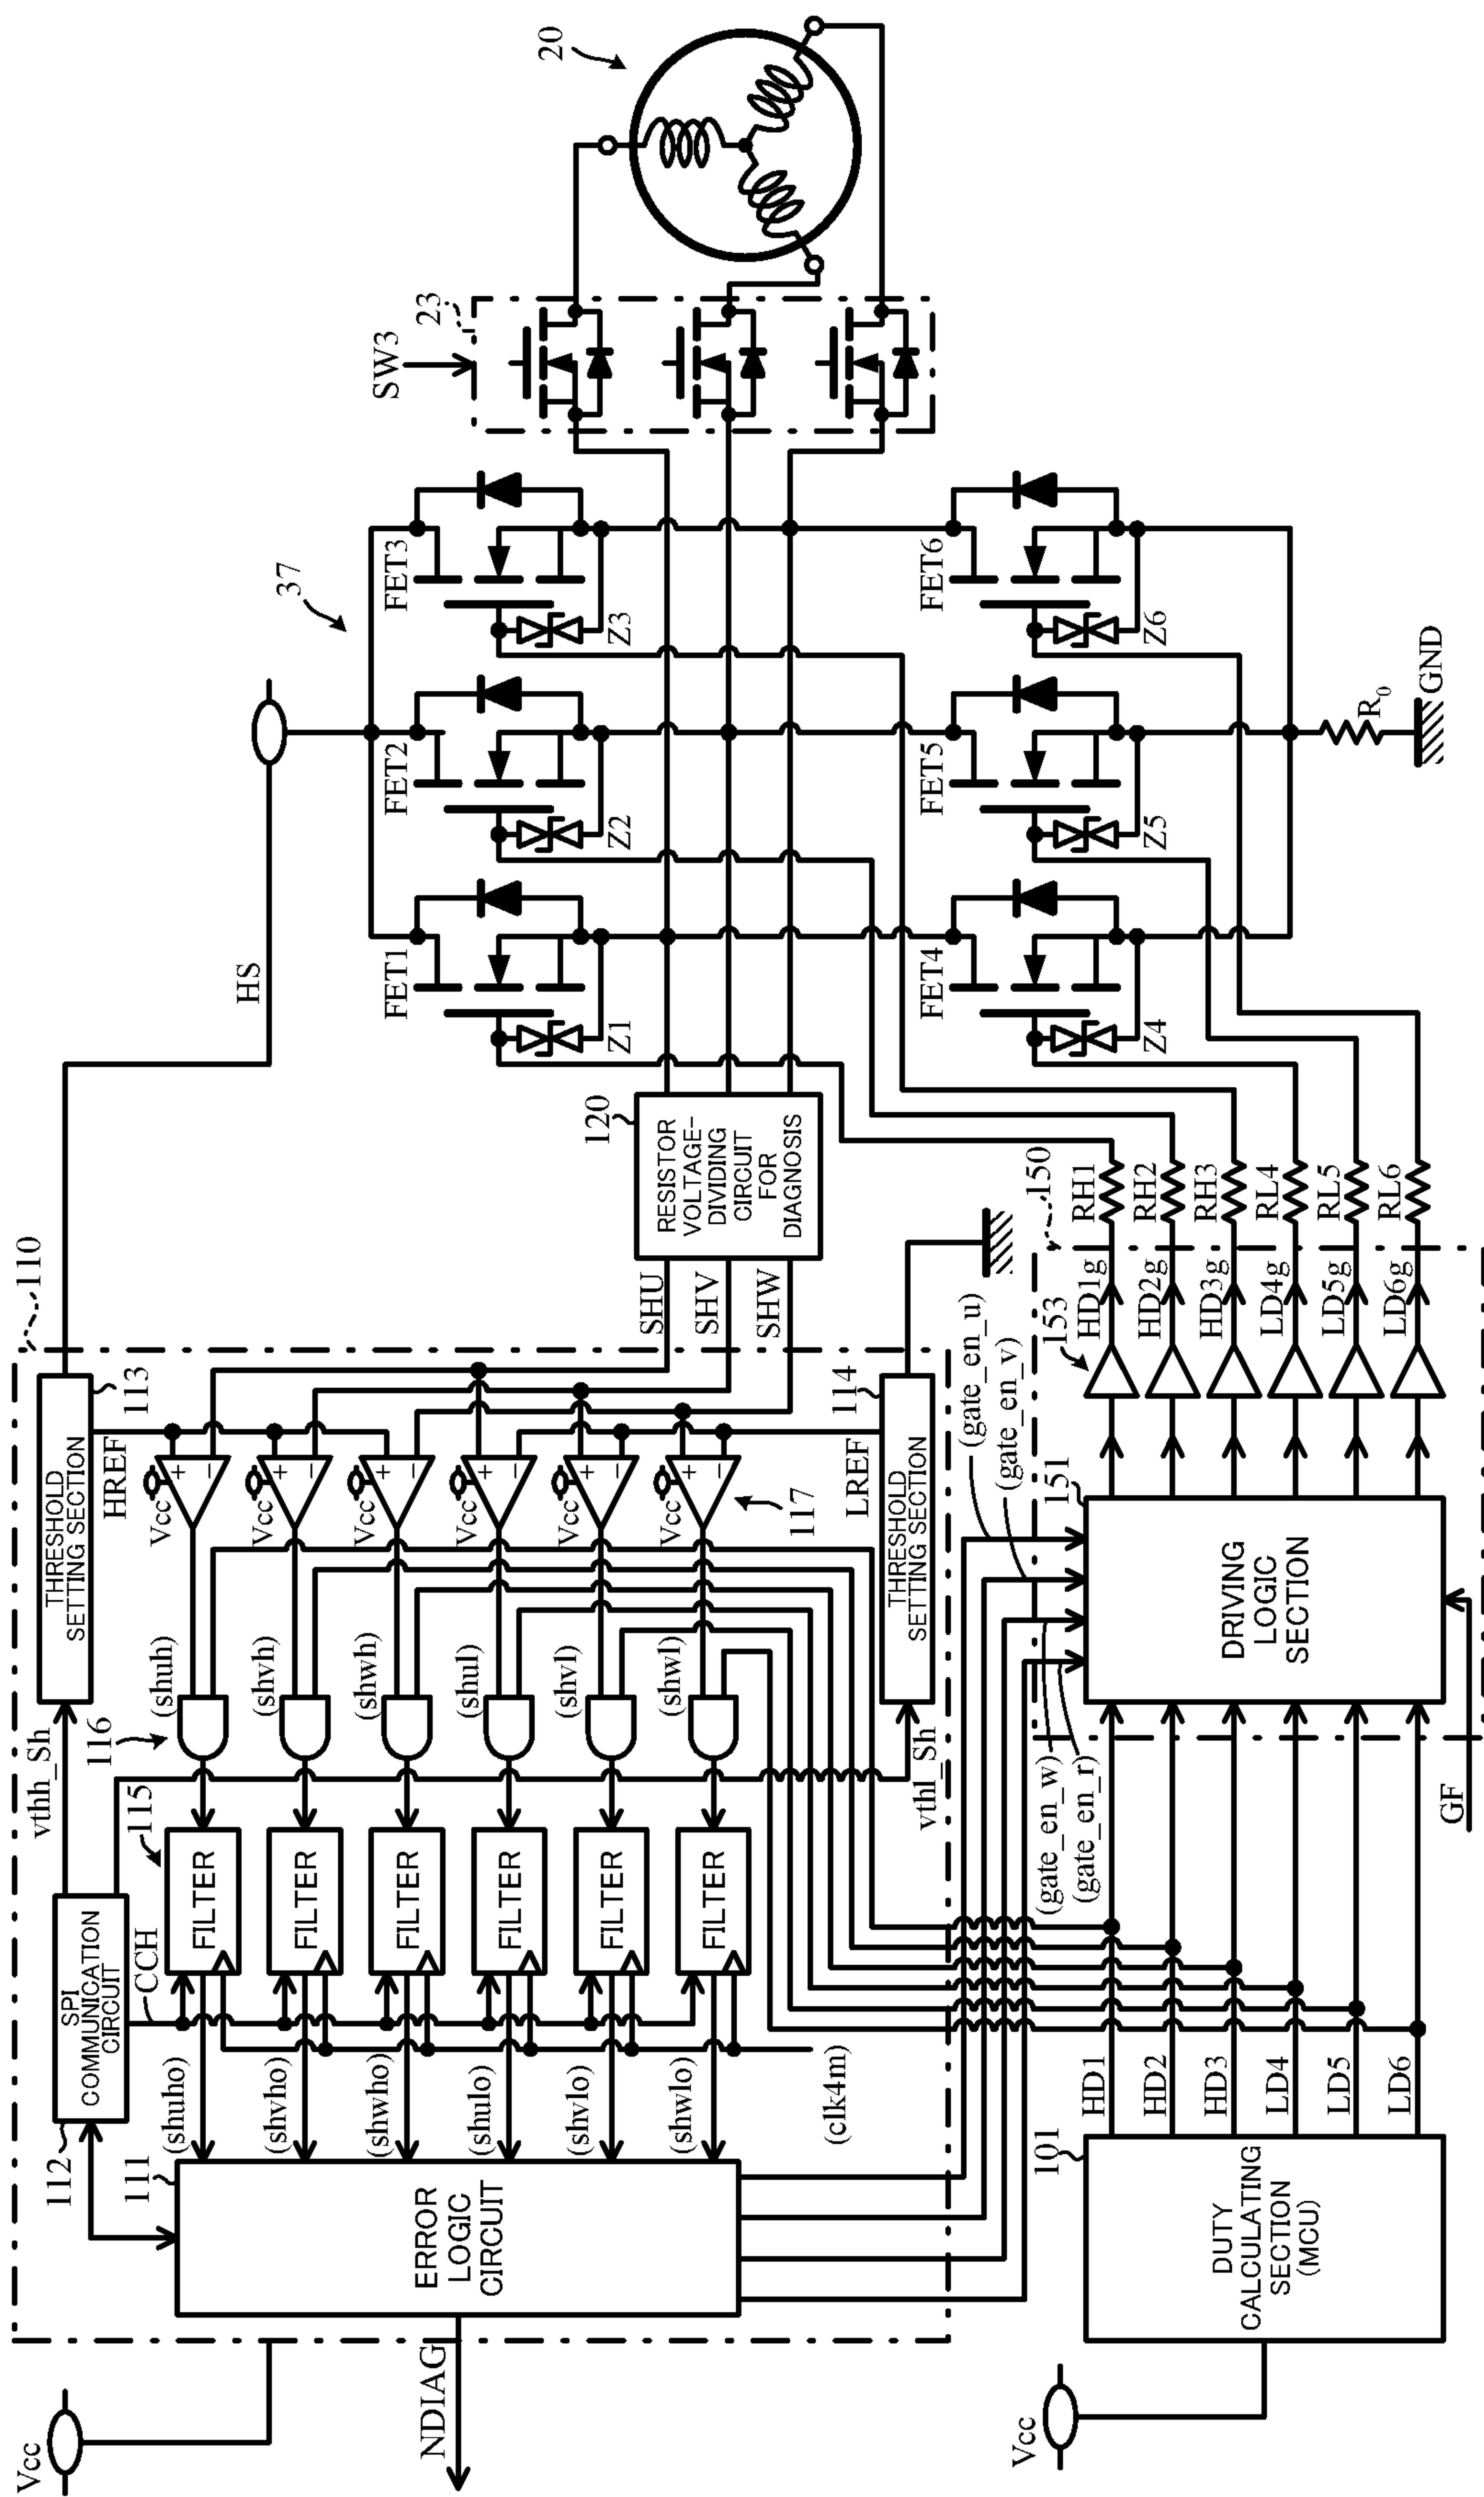 Vcc
NDIAG
112
SPI
COMMUNICATION
CIRCUIT
vthh_Sh
THRESHOLD
SETTING SECTION
113
110
HS
HREF
CCH
111
ERROR
LOGIC
CIRCUIT
(shuho)
(shvho)
(shwho)
(shulo)
(shvlo)
(shwlo)
(clk4m)
115
FILTER
FILTER
FILTER
FILTER
FILTER
FILTER
116
(shuh)
(shvh)
(shwh)
(shul)
(shvl)
(shwl)
Vcc
+
−
Vcc
+
−
Vcc
+
−
Vcc
+
−
Vcc
+
−
Vcc
+
−
117
LREF
vthl_Sh
THRESHOLD
SETTING SECTION
114
SHU
SHV
SHW
120
RESISTOR
VOLTAGE-
DIVIDING
CIRCUIT
FOR
DIAGNOSIS
37
FET1
FET2
FET3
Z1
Z2
Z3
SW3
23
20
FET4
FET5
FET6
Z4
Z5
Z6
R0
GND
Vcc
101
DUTY
CALCULATING
SECTION
(MCU)
HD1
HD2
HD3
LD4
LD5
LD6
GF
(gate_en_w)
(gate_en_r)
(gate_en_u)
(gate_en_v)
151
DRIVING
LOGIC
SECTION
153
150
HD1g
HD2g
HD3g
LD4g
LD5g
LD6g
RH1
RH2
RH3
RL4
RL5
RL6